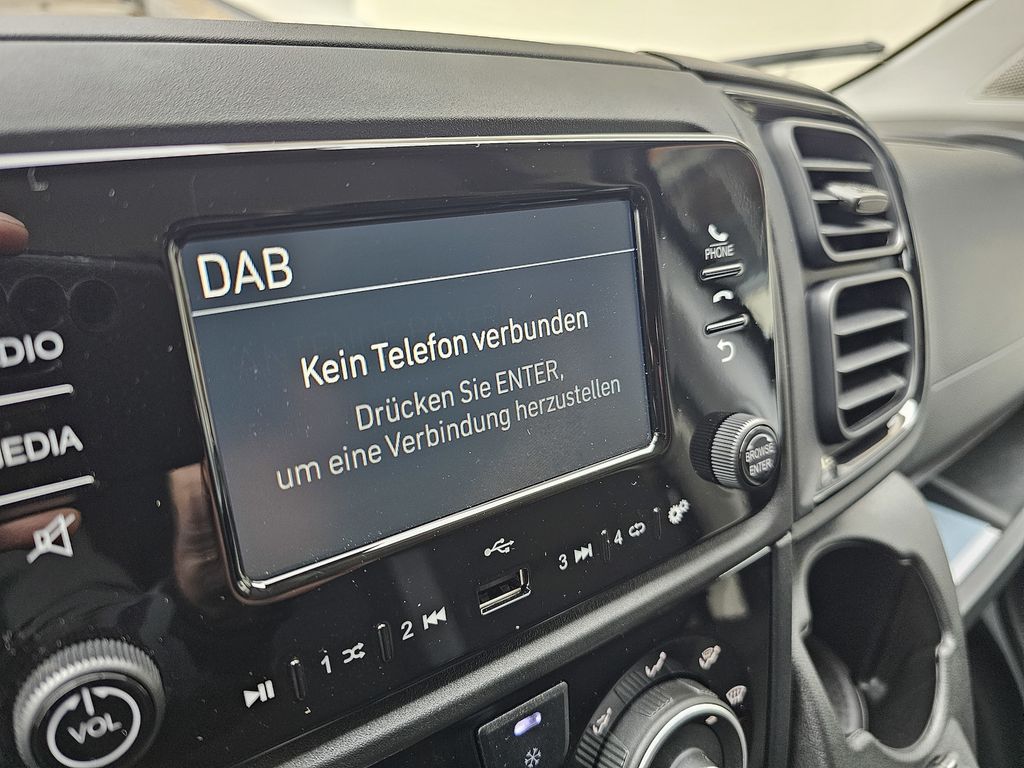 DAB
Kein Telefon verbunden
Drücken Sie ENTER,
um eine Verbindung herzustellen
PHONE
BROWSE
ENTER
DIO
EDIA
VOL
1
2
3
4